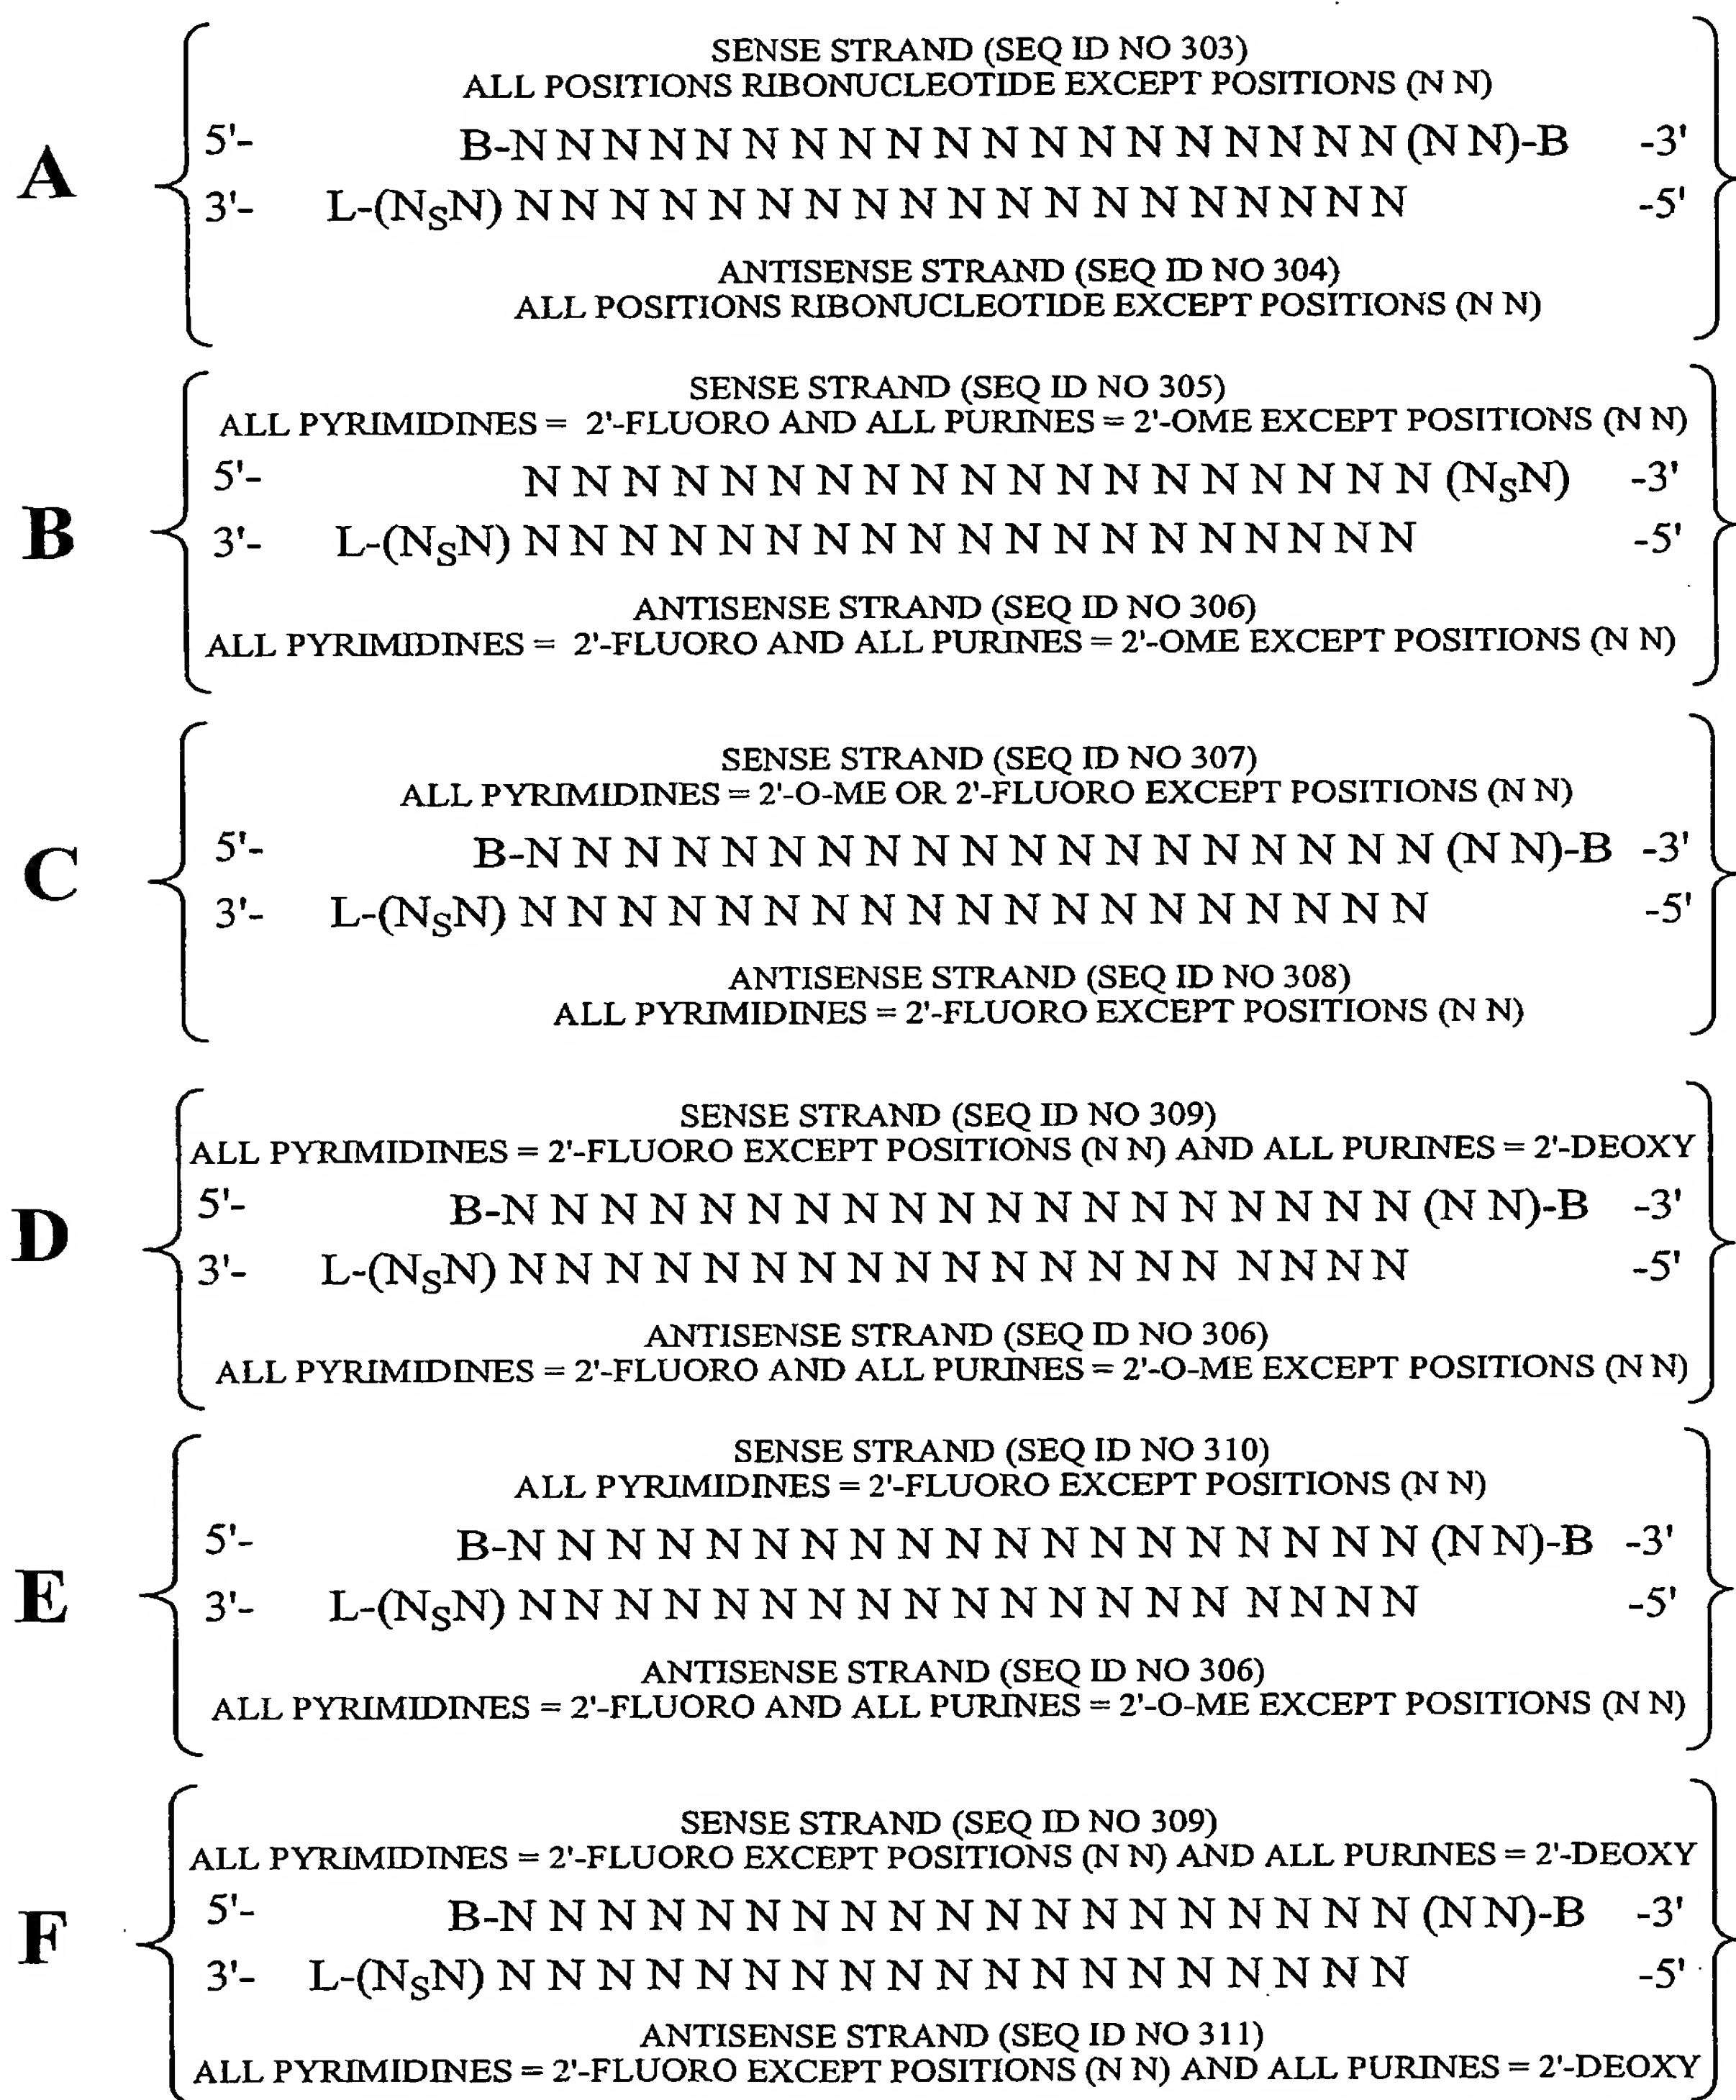 SENSE STRAND (SEQ ID NO 303)
ALL POSITIONS RIBONUCLEOTIDE EXCEPT POSITIONS (N N)
A
5'- B-N N N N N N N N N N N N N N N N N N N (N N)-B -3'
3'- L-(NSN) N N N N N N N N N N N N N N N N N N N -5'
ANTISENSE STRAND (SEQ ID NO 304)
ALL POSITIONS RIBONUCLEOTIDE EXCEPT POSITIONS (N N)
SENSE STRAND (SEQ ID NO 305)
ALL PYRIMIDINES = 2'-FLUORO AND ALL PURINES = 2'-OME EXCEPT POSITIONS (N N)
B
5'- N N N N N N N N N N N N N N N N N N N (NSN) -3'
3'- L-(NSN) N N N N N N N N N N N N N N N N N N N -5'
ANTISENSE STRAND (SEQ ID NO 306)
ALL PYRIMIDINES = 2'-FLUORO AND ALL PURINES = 2'-OME EXCEPT POSITIONS (N N)
SENSE STRAND (SEQ ID NO 307)
ALL PYRIMIDINES = 2'-O-ME OR 2'-FLUORO EXCEPT POSITIONS (N N)
C
5'- B-N N N N N N N N N N N N N N N N N N N (N N)-B -3'
3'- L-(NSN) N N N N N N N N N N N N N N N N N N N -5'
ANTISENSE STRAND (SEQ ID NO 308)
ALL PYRIMIDINES = 2'-FLUORO EXCEPT POSITIONS (N N)
SENSE STRAND (SEQ ID NO 309)
ALL PYRIMIDINES = 2'-FLUORO EXCEPT POSITIONS (N N) AND ALL PURINES = 2'-DEOXY
D
5'- B-N N N N N N N N N N N N N N N N N N N (N N)-B -3'
3'- L-(NSN) N N N N N N N N N N N N N N N N N N N -5'
ANTISENSE STRAND (SEQ ID NO 306)
ALL PYRIMIDINES = 2'-FLUORO AND ALL PURINES = 2'-O-ME EXCEPT POSITIONS (N N)
SENSE STRAND (SEQ ID NO 310)
ALL PYRIMIDINES = 2'-FLUORO EXCEPT POSITIONS (N N)
E
5'- B-N N N N N N N N N N N N N N N N N N N (N N)-B -3'
3'- L-(NSN) N N N N N N N N N N N N N N N N N N N -5'
ANTISENSE STRAND (SEQ ID NO 306)
ALL PYRIMIDINES = 2'-FLUORO AND ALL PURINES = 2'-O-ME EXCEPT POSITIONS (N N)
SENSE STRAND (SEQ ID NO 309)
ALL PYRIMIDINES = 2'-FLUORO EXCEPT POSITIONS (N N) AND ALL PURINES = 2'-DEOXY
F
5'- B-N N N N N N N N N N N N N N N N N N N (N N)-B -3'
3'- L-(NSN) N N N N N N N N N N N N N N N N N N N -5'
ANTISENSE STRAND (SEQ ID NO 311)
ALL PYRIMIDINES = 2'-FLUORO EXCEPT POSITIONS (N N) AND ALL PURINES = 2'-DEOXY